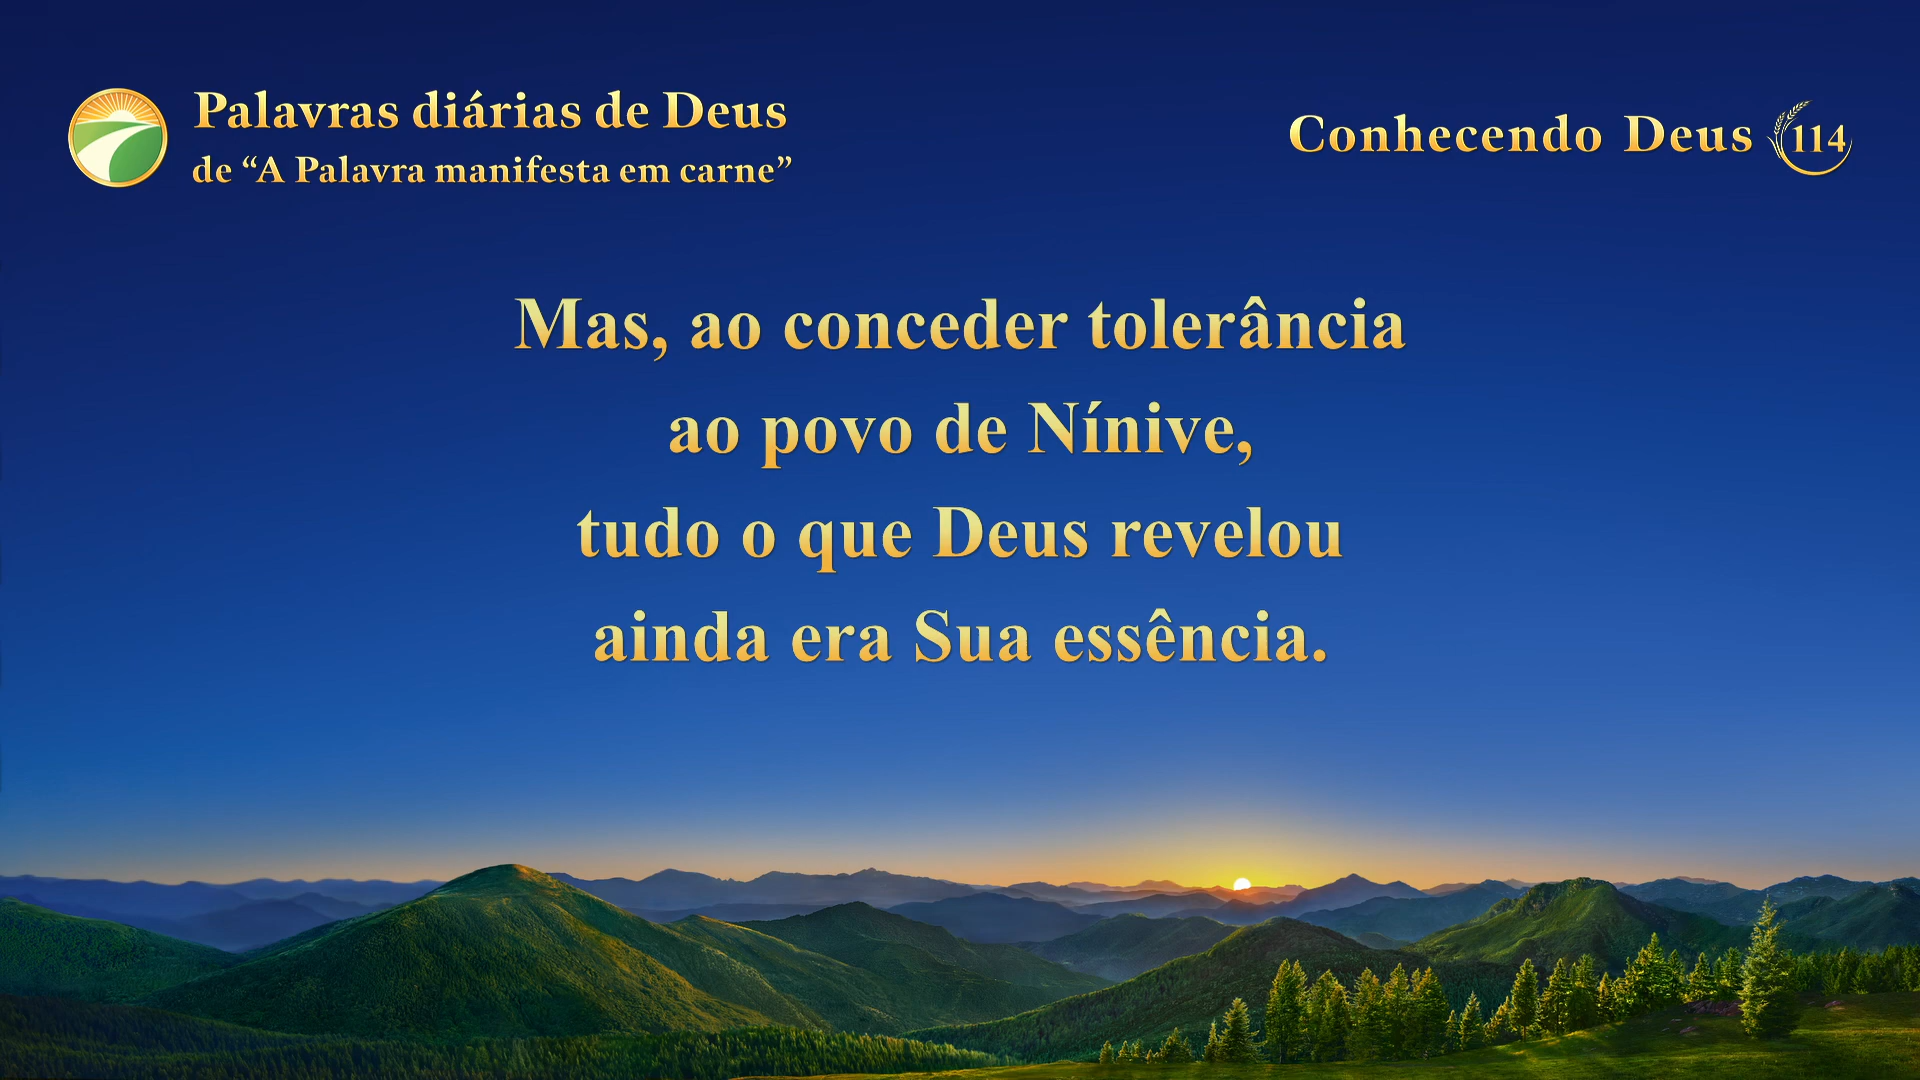 Palavras diárias de Deus
de “A Palavra manifesta em carne”
Conhecendo Deus 114
Mas, ao conceder tolerância
ao povo de Nínive,
tudo o que Deus revelou
ainda era Sua essência.